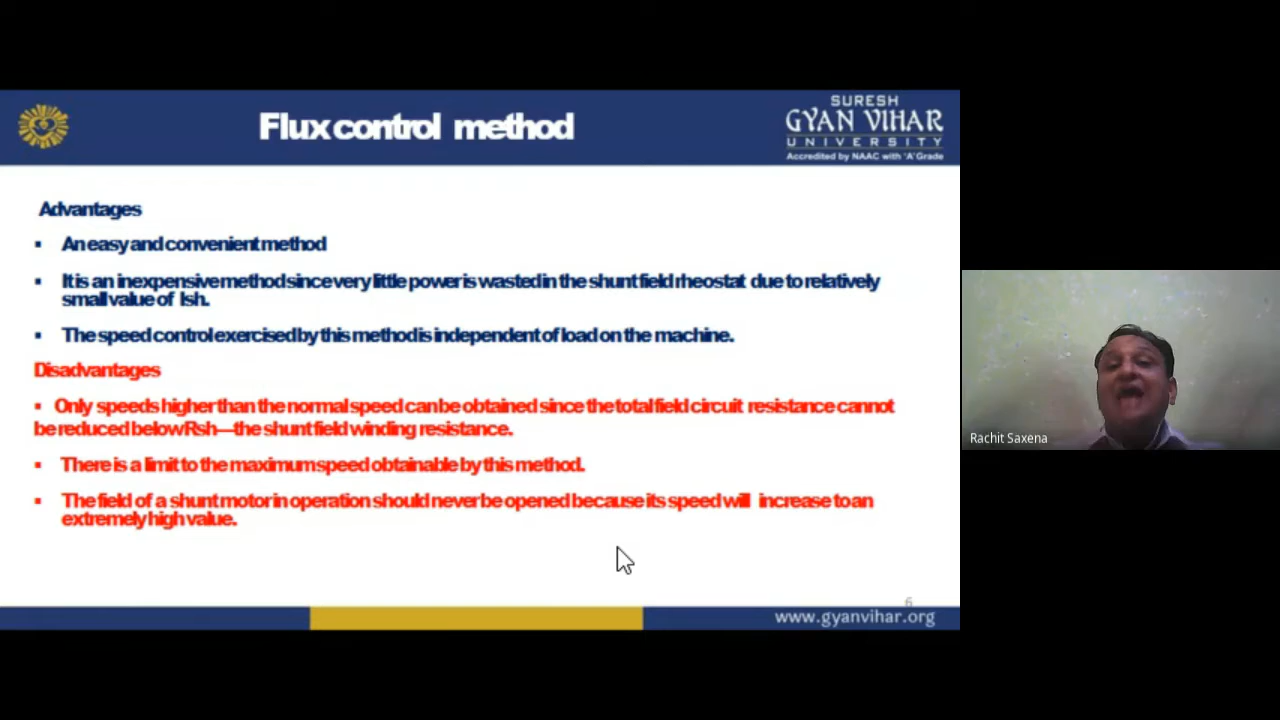 Flux control method
SURESH
GYAN VIHAR
UNIVERSITY
Accredited by NAAC with 'A' Grade
Advantages
▪ An easy and convenient method
▪ It is an inexpensive method since very little power is wasted in the shunt field rheostat due to relatively
small value of Ish.
▪ The speed control exercised by this method is independent of load on the machine.
Disadvantages
▪ Only speeds higher than the normal speed can be obtained since the total field circuit resistance cannot
be reduced below Rsh—the shunt field winding resistance.
▪ There is a limit to the maximum speed obtainable by this method.
▪ The field of a shunt motor in operation should never be opened because its speed will increase to an
extremely high value.
Rachit Saxena
6
www.gyanvihar.org